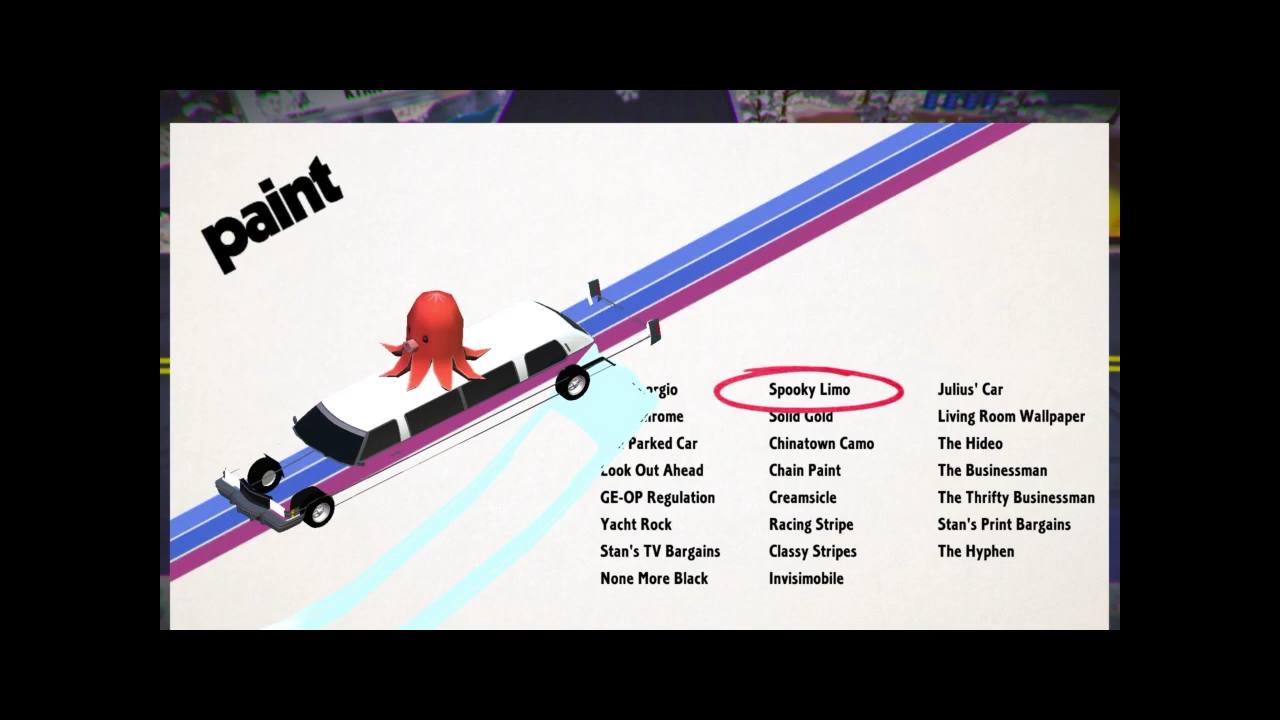 paint
Spooky Limo
Julius' Car
Solid Gold
Living Room Wallpaper
Parked Car
Chinatown Camo
The Hideo
Look Out Ahead
Chain Paint
The Businessman
GE-OP Regulation
Creamsicle
The Thrifty Businessman
Yacht Rock
Racing Stripe
Stan's Print Bargains
Stan's TV Bargains
Classy Stripes
The Hyphen
None More Black
Invisimobile